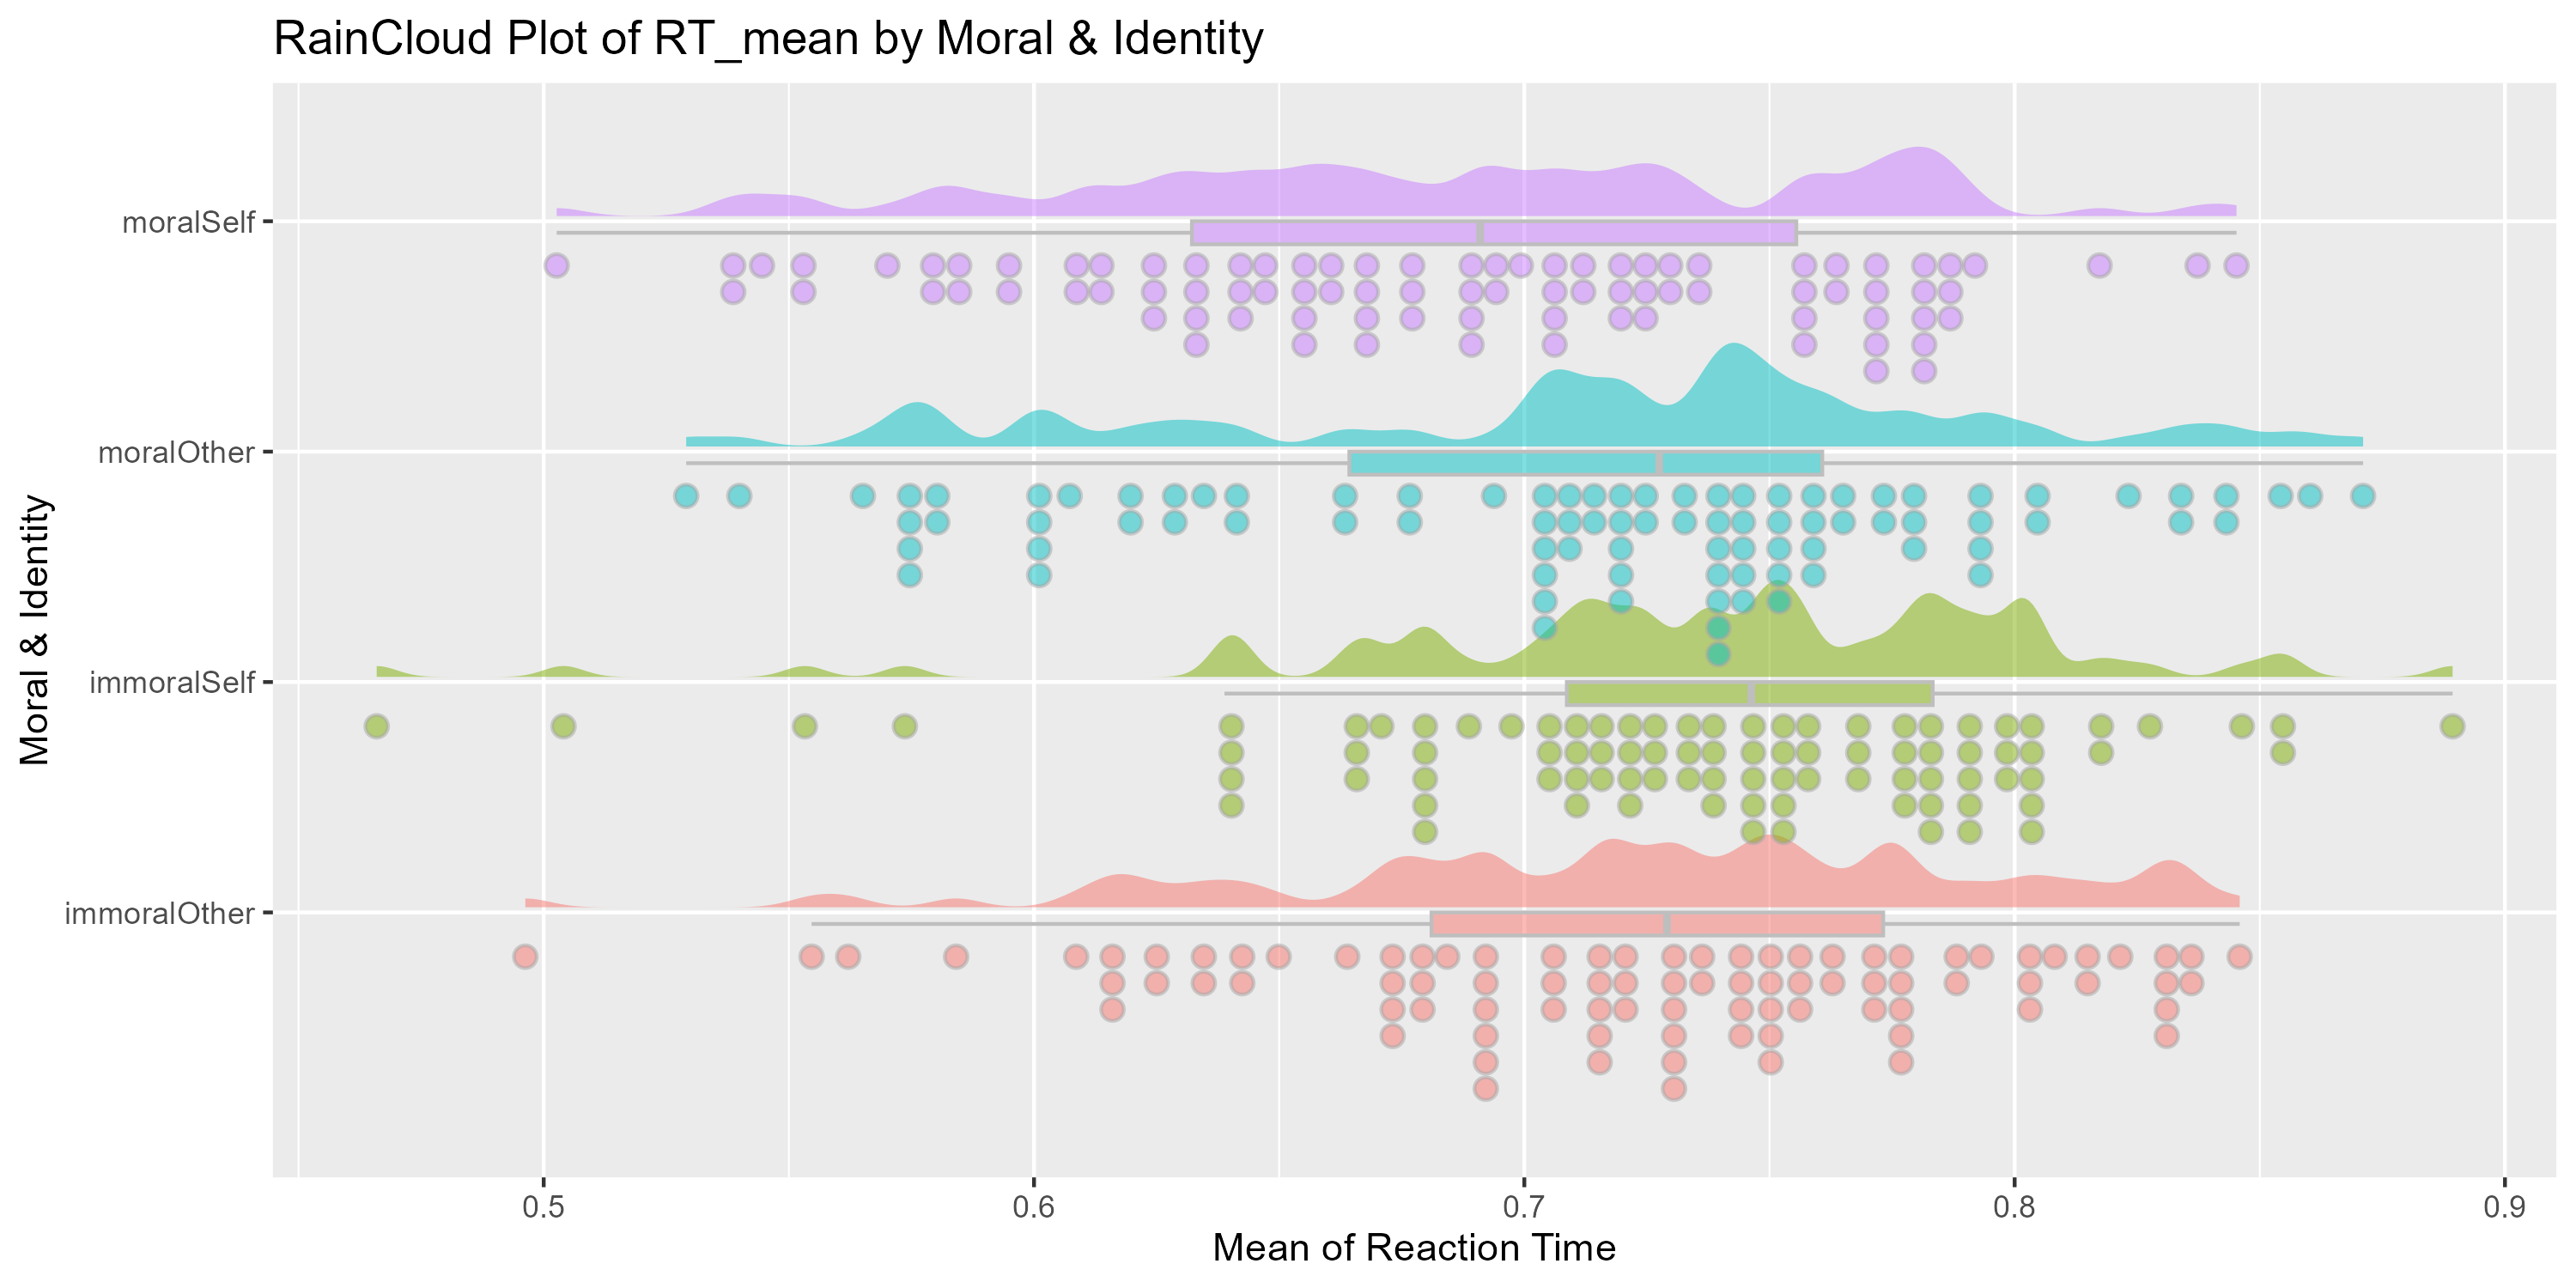 RainCloud Plot of RT_mean by Moral & Identity
Moral & Identity
moralSelf
moralOther
immoralSelf
immoralOther
0.5 0.6 0.7 0.8 0.9
Mean of Reaction Time